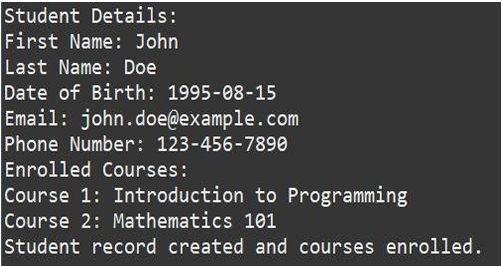 Student Details:
First Name: John
Last Name: Doe
Date of Birth: 1995-08-15
Email: john.doe@example.com
Phone Number: 123-456-7890
Enrolled Courses:
Course 1: Introduction to Programming
Course 2: Mathematics 101
Student record created and courses enrolled.